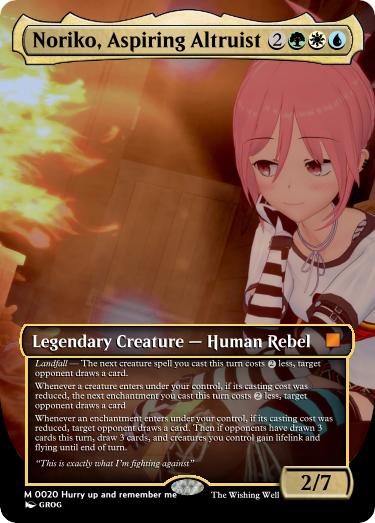 Noriko, Aspiring Altruist 2
Legendary Creature — Human Rebel
Landfall — The next creature spell you cast this turn costs 2 less, target
opponent draws a card.
Whenever a creature enters under your control, if its casting cost was
reduced, the next enchantment you cast this turn costs 2 less, target
opponent draws a card
Whenever an enchantment enters under your control, if its casting cost was
reduced, target opponent draws a card. Then if opponents have drawn 3
cards this turn, draw 3 cards, and creatures you control gain lifelink and
flying until end of turn.
“This is exactly what I'm fighting against”
2/7
M 0020 Hurry up and remember me
The Wishing Well
GROG